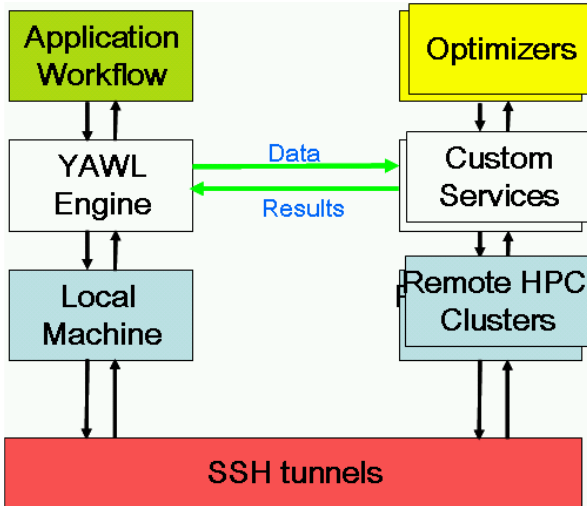 Application
Workflow
Optimizers
YAWL
Engine
Data
Results
Custom
Services
Local
Machine
Remote HPC
Clusters
SSH tunnels